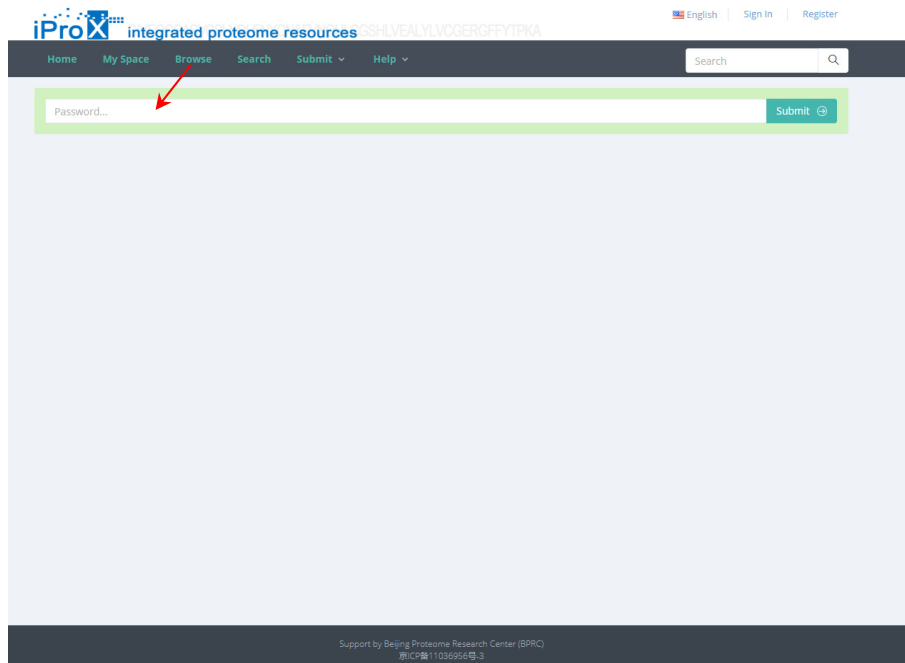 English Sign In Register
iProX integrated proteome resources GSHLVEALYLVCGERGFFYTPKA
Home My Space Browse Search Submit Help Search
Password... Submit
Support by Beijing Proteome Research Center (BPRC)
京ICP备11036956号-3